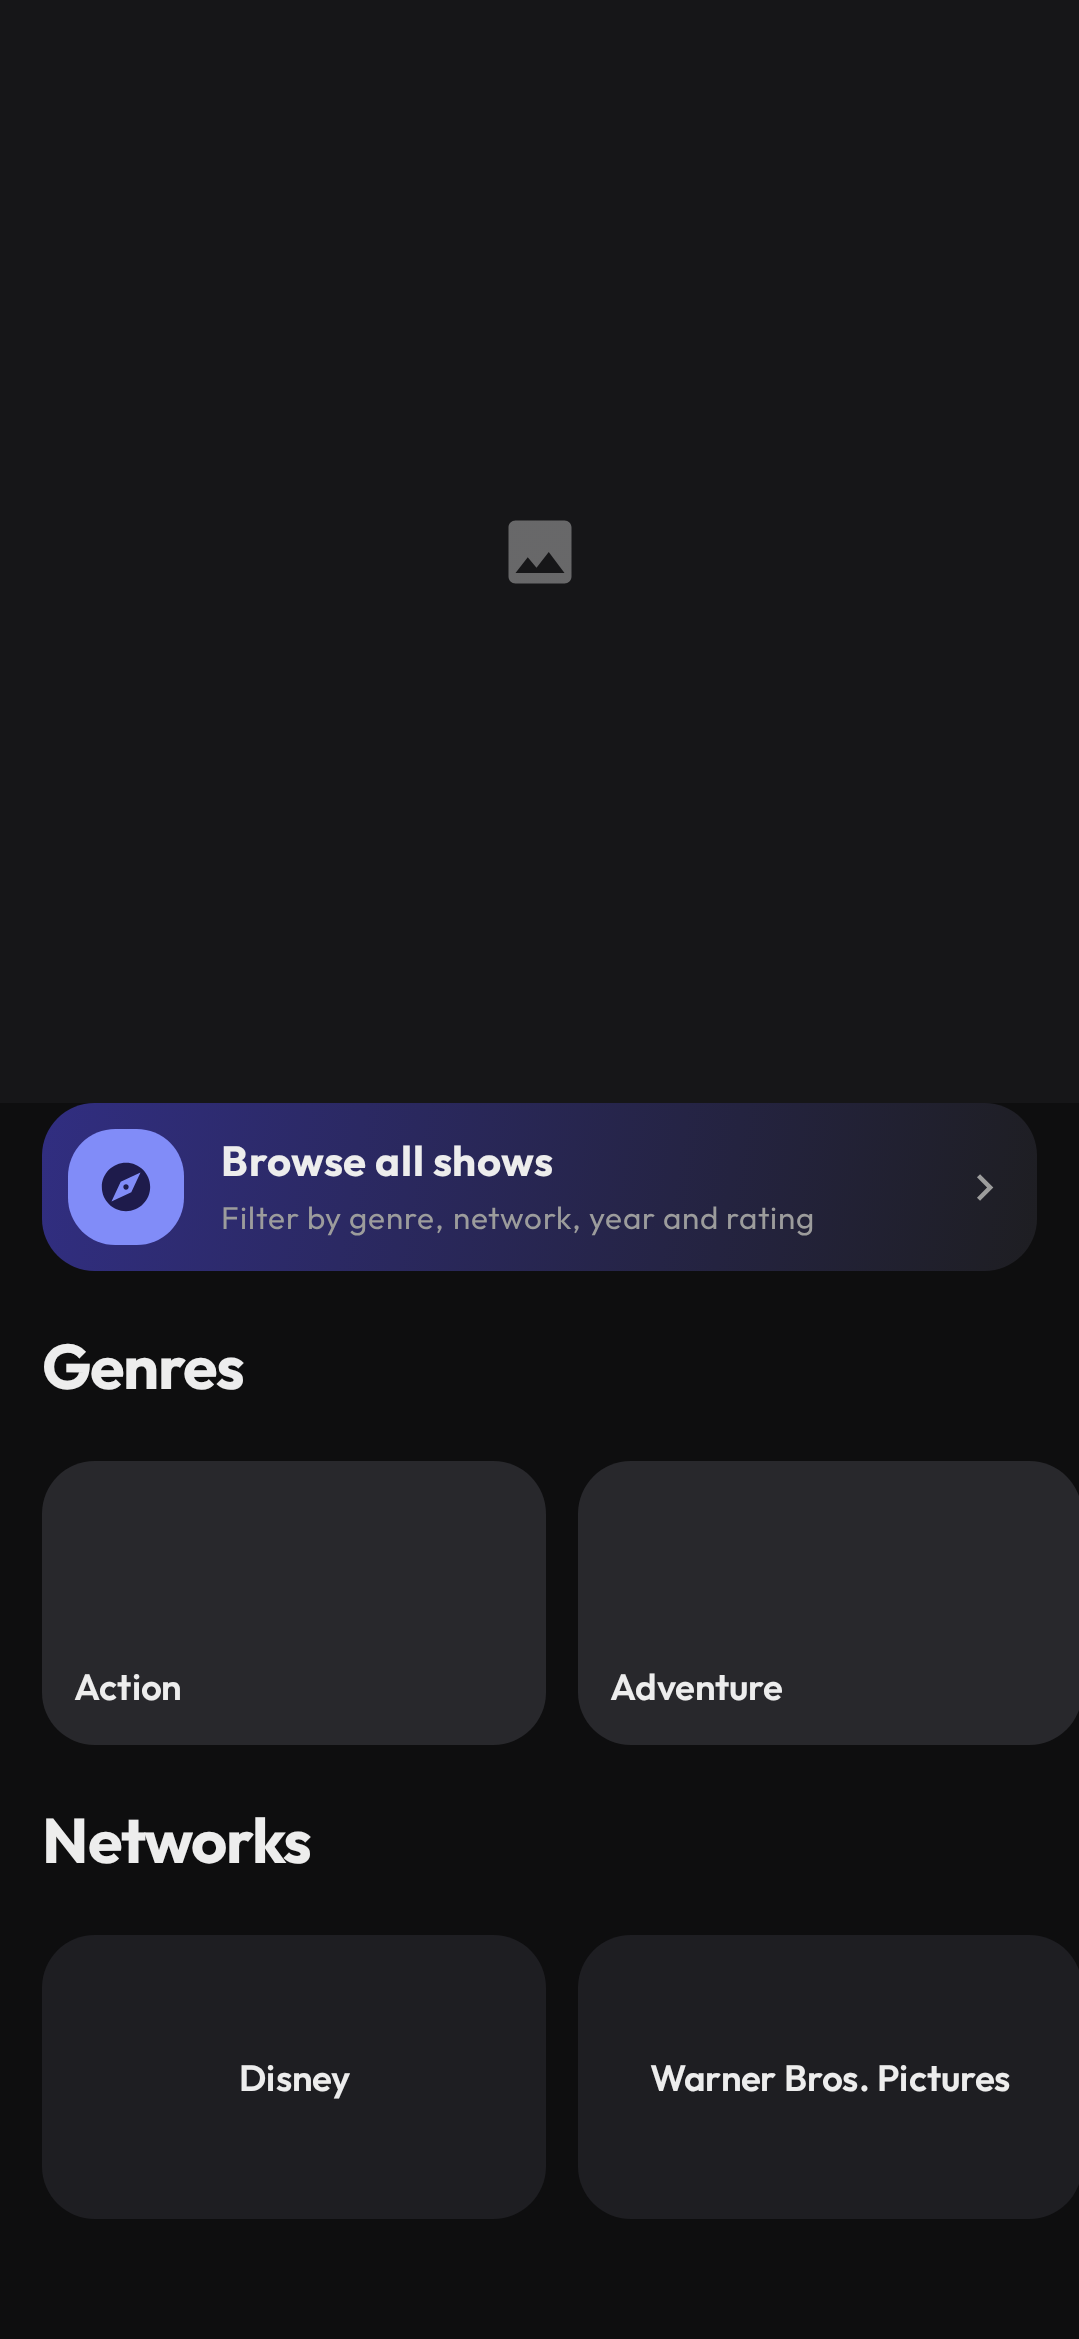 Browse all shows
Filter by genre, network, year and rating
Genres
Action
Adventure
Networks
Disney
Warner Bros. Pictures